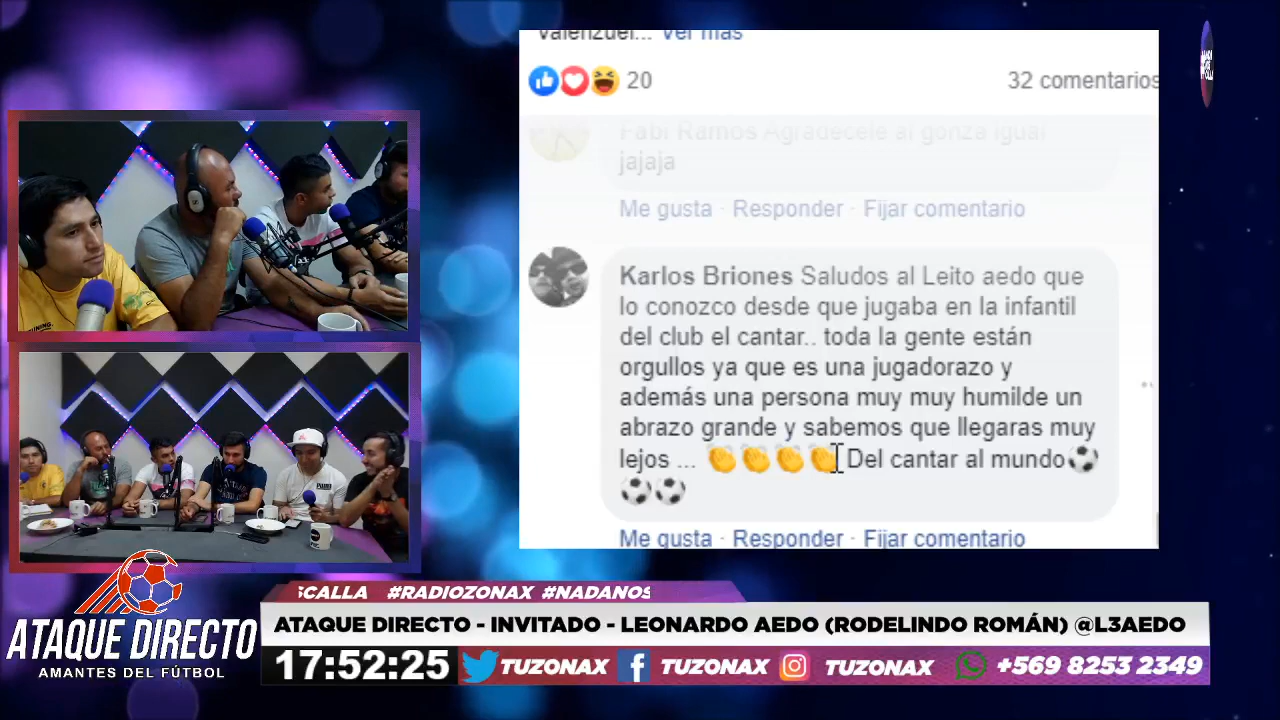 Valenzuel... Ver más
20
32 comentarios
Fabi Ramos Agradecele al gonza igual
jajaja
Me gusta · Responder · Fijar comentario
Karlos Briones Saludos al Leito aedo que
lo conozco desde que jugaba en la infantil
del club el cantar.. toda la gente están
orgullos ya que es una jugadorazo y
además una persona muy muy humilde un
abrazo grande y sabemos que llegaras muy
lejos ... 👏👏👏👏 Del cantar al mundo⚽
⚽⚽
Me gusta · Responder · Fijar comentario
ATAQUE DIRECTO
AMANTES DEL FÚTBOL
CALLA #RADIOZONAX #NADANOS
ATAQUE DIRECTO - INVITADO - LEONARDO AEDO (RODELINDO ROMÁN) @L3AEDO
17:52:25 TUZONAX TUZONAX TUZONAX +569 8253 2349